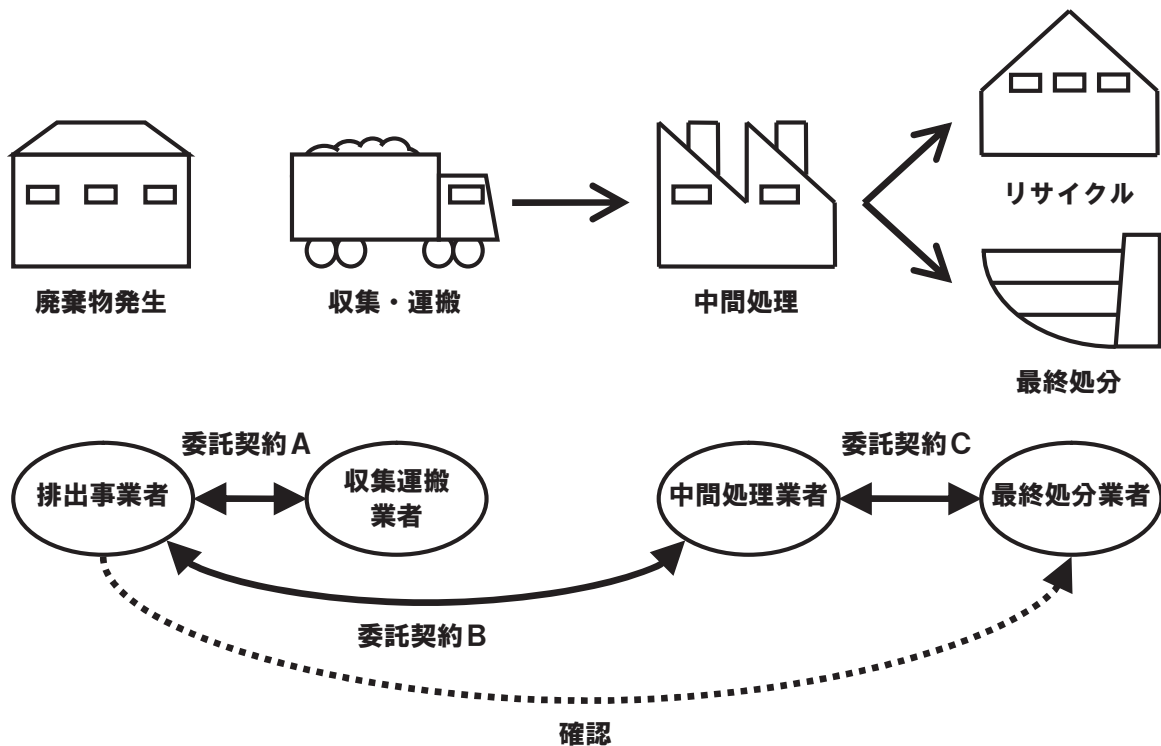 廃棄物発生
収集・運搬
中間処理
リサイクル
最終処分
委託契約A
委託契約C
排出事業者
収集運搬
業者
中間処理業者
最終処分業者
委託契約B
確認